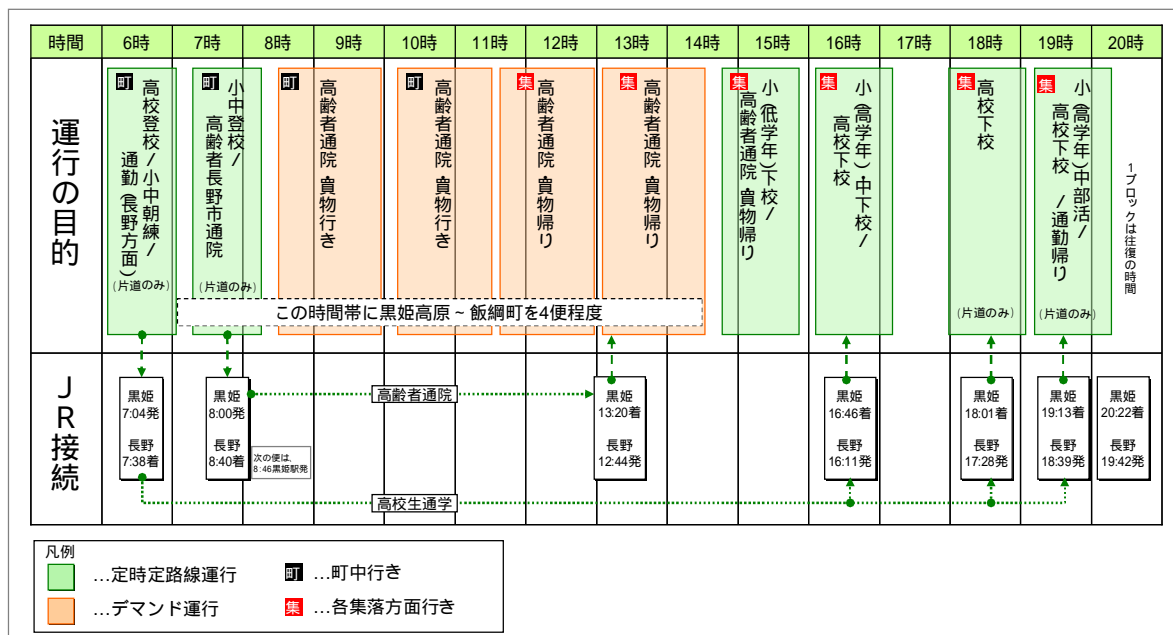 時間 6時 7時 8時 9時 10時 11時 12時 13時 14時 15時 16時 17時 18時 19時 20時
運行の目的
町
高校登校/小中朝練/
通勤(長野方面)
(片道のみ)
町
小中登校/
高齢者長野市通院
(片道のみ)
町
高齢者通院・買物行き
町
高齢者通院・買物行き
集
高齢者通院・買物帰り
集
高齢者通院・買物帰り
集
小(低学年)下校/
高齢者通院・買物帰り
集
小(高学年)・中下校/
高校下校
集
高校下校
(片道のみ)
集
小(高学年)中部活/
高校下校/通勤帰り
(片道のみ)
1ブロックは往復の時間
この時間帯に黒姫高原~飯綱町を4便程度
JR接続
黒姫
7:04発
長野
7:38着
黒姫
8:00発
長野
8:40着
次の便は、
8:46黒姫駅発
高齢者通院
黒姫
13:20着
長野
12:44発
黒姫
16:46着
長野
16:11発
黒姫
18:01着
長野
17:28発
黒姫
19:13着
長野
18:39発
黒姫
20:22着
長野
19:42発
高校生通学
凡例
…定時定路線運行
町 …町中行き
…デマンド運行
集 …各集落方面行き